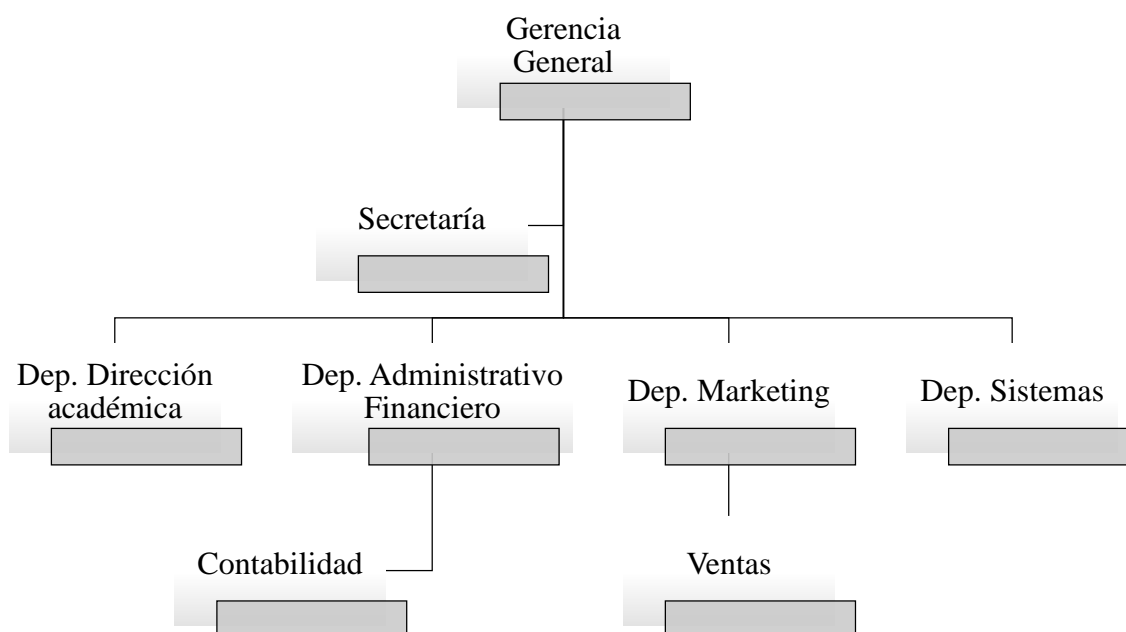 Gerencia
General
Secretaría
Dep. Dirección
académica
Dep. Administrativo
Financiero
Dep. Marketing
Dep. Sistemas
Contabilidad
Ventas